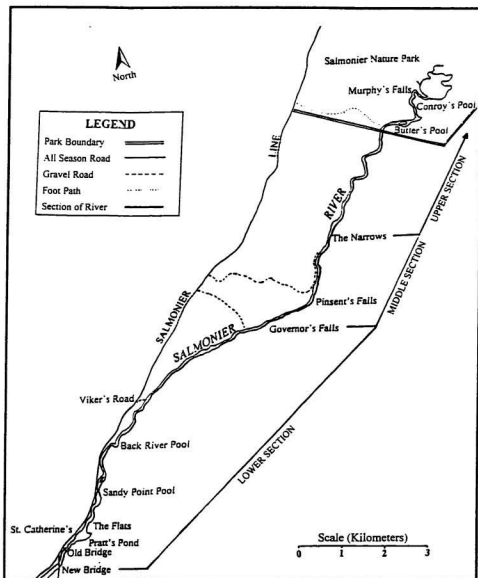 Salmonier Nature Park
Murphy's Falls
North
Conroy's Pool
Butler's Pool
LEGEND
Park Boundary
All Season Road
Gravel Road
Foot Path
Section of River
LINE
UPPER SECTION
RIVER
The Narrows
MIDDLE SECTION
SALMONIER
Pinsent's Falls
SALMONIER
Governor's Falls
Viker's Road
LOWER SECTION
Back River Pool
Sandy Point Pool
St. Catherine's
The Flats
Pratt's Pond
Old Bridge
New Bridge
Scale (Kilometers)
0 1 2 3